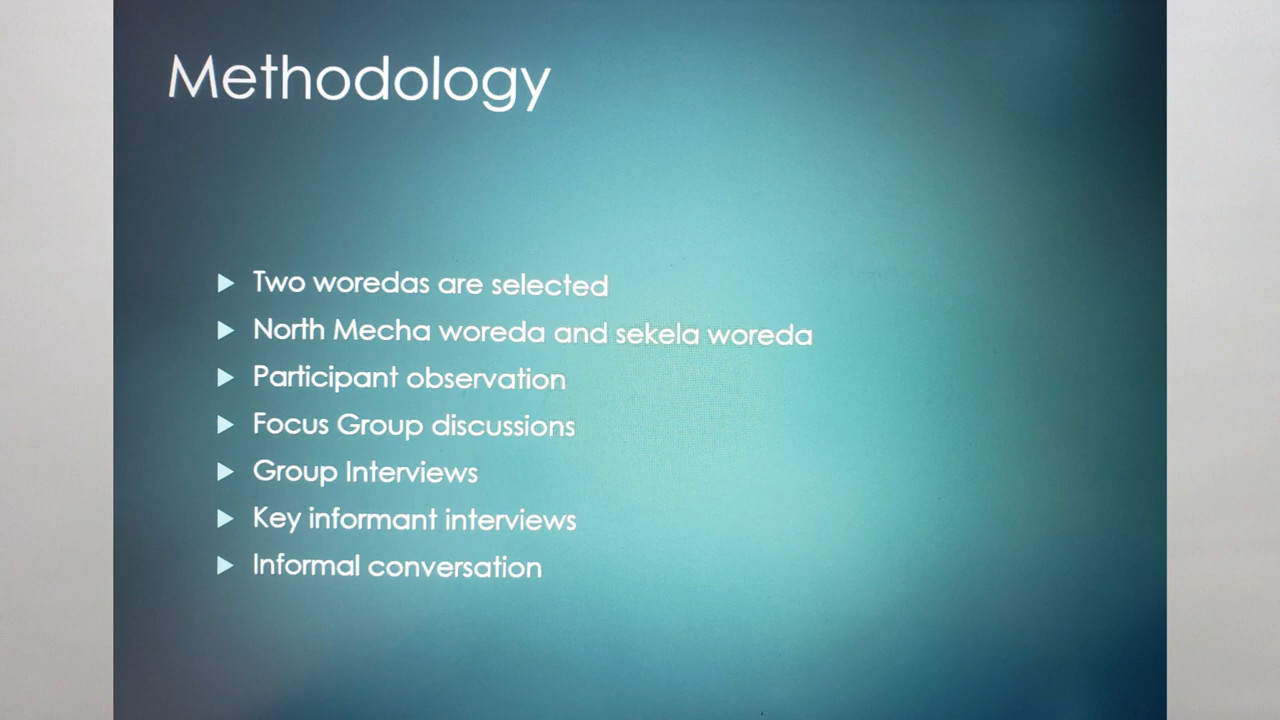 Methodology
Two woredas are selected
North Mecha woreda and sekela woreda
Participant observation
Focus Group discussions
Group Interviews
Key informant interviews
Informal conversation